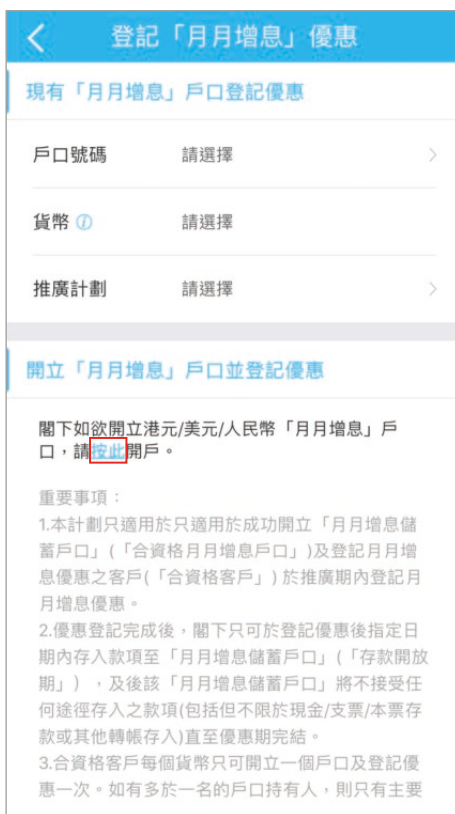 登記「月月增息」優惠
現有「月月增息」戶口登記優惠
戶口號碼 請選擇
貨幣 請選擇
推廣計劃 請選擇
開立「月月增息」戶口並登記優惠
閣下如欲開立港元/美元/人民幣「月月增息」戶
口，請按此開戶。
重要事項：
1.本計劃只適用於只適用於成功開立「月月增息儲
蓄戶口」(「合資格月月增息戶口」)及登記月月增
息優惠之客戶(「合資格客戶」) 於推廣期內登記月
月增息優惠。
2.優惠登記完成後，閣下只可於登記優惠後指定日
期內存入款項至「月月增息儲蓄戶口」(「存款開放
期」) ，及後該「月月增息儲蓄戶口」將不接受任
何途徑存入之款項(包括但不限於現金/支票/本票存
款或其他轉帳存入)直至優惠期完結。
3.合資格客戶每個貨幣只可開立一個戶口及登記優
惠一次。如有多於一名的戶口持有人，則只有主要